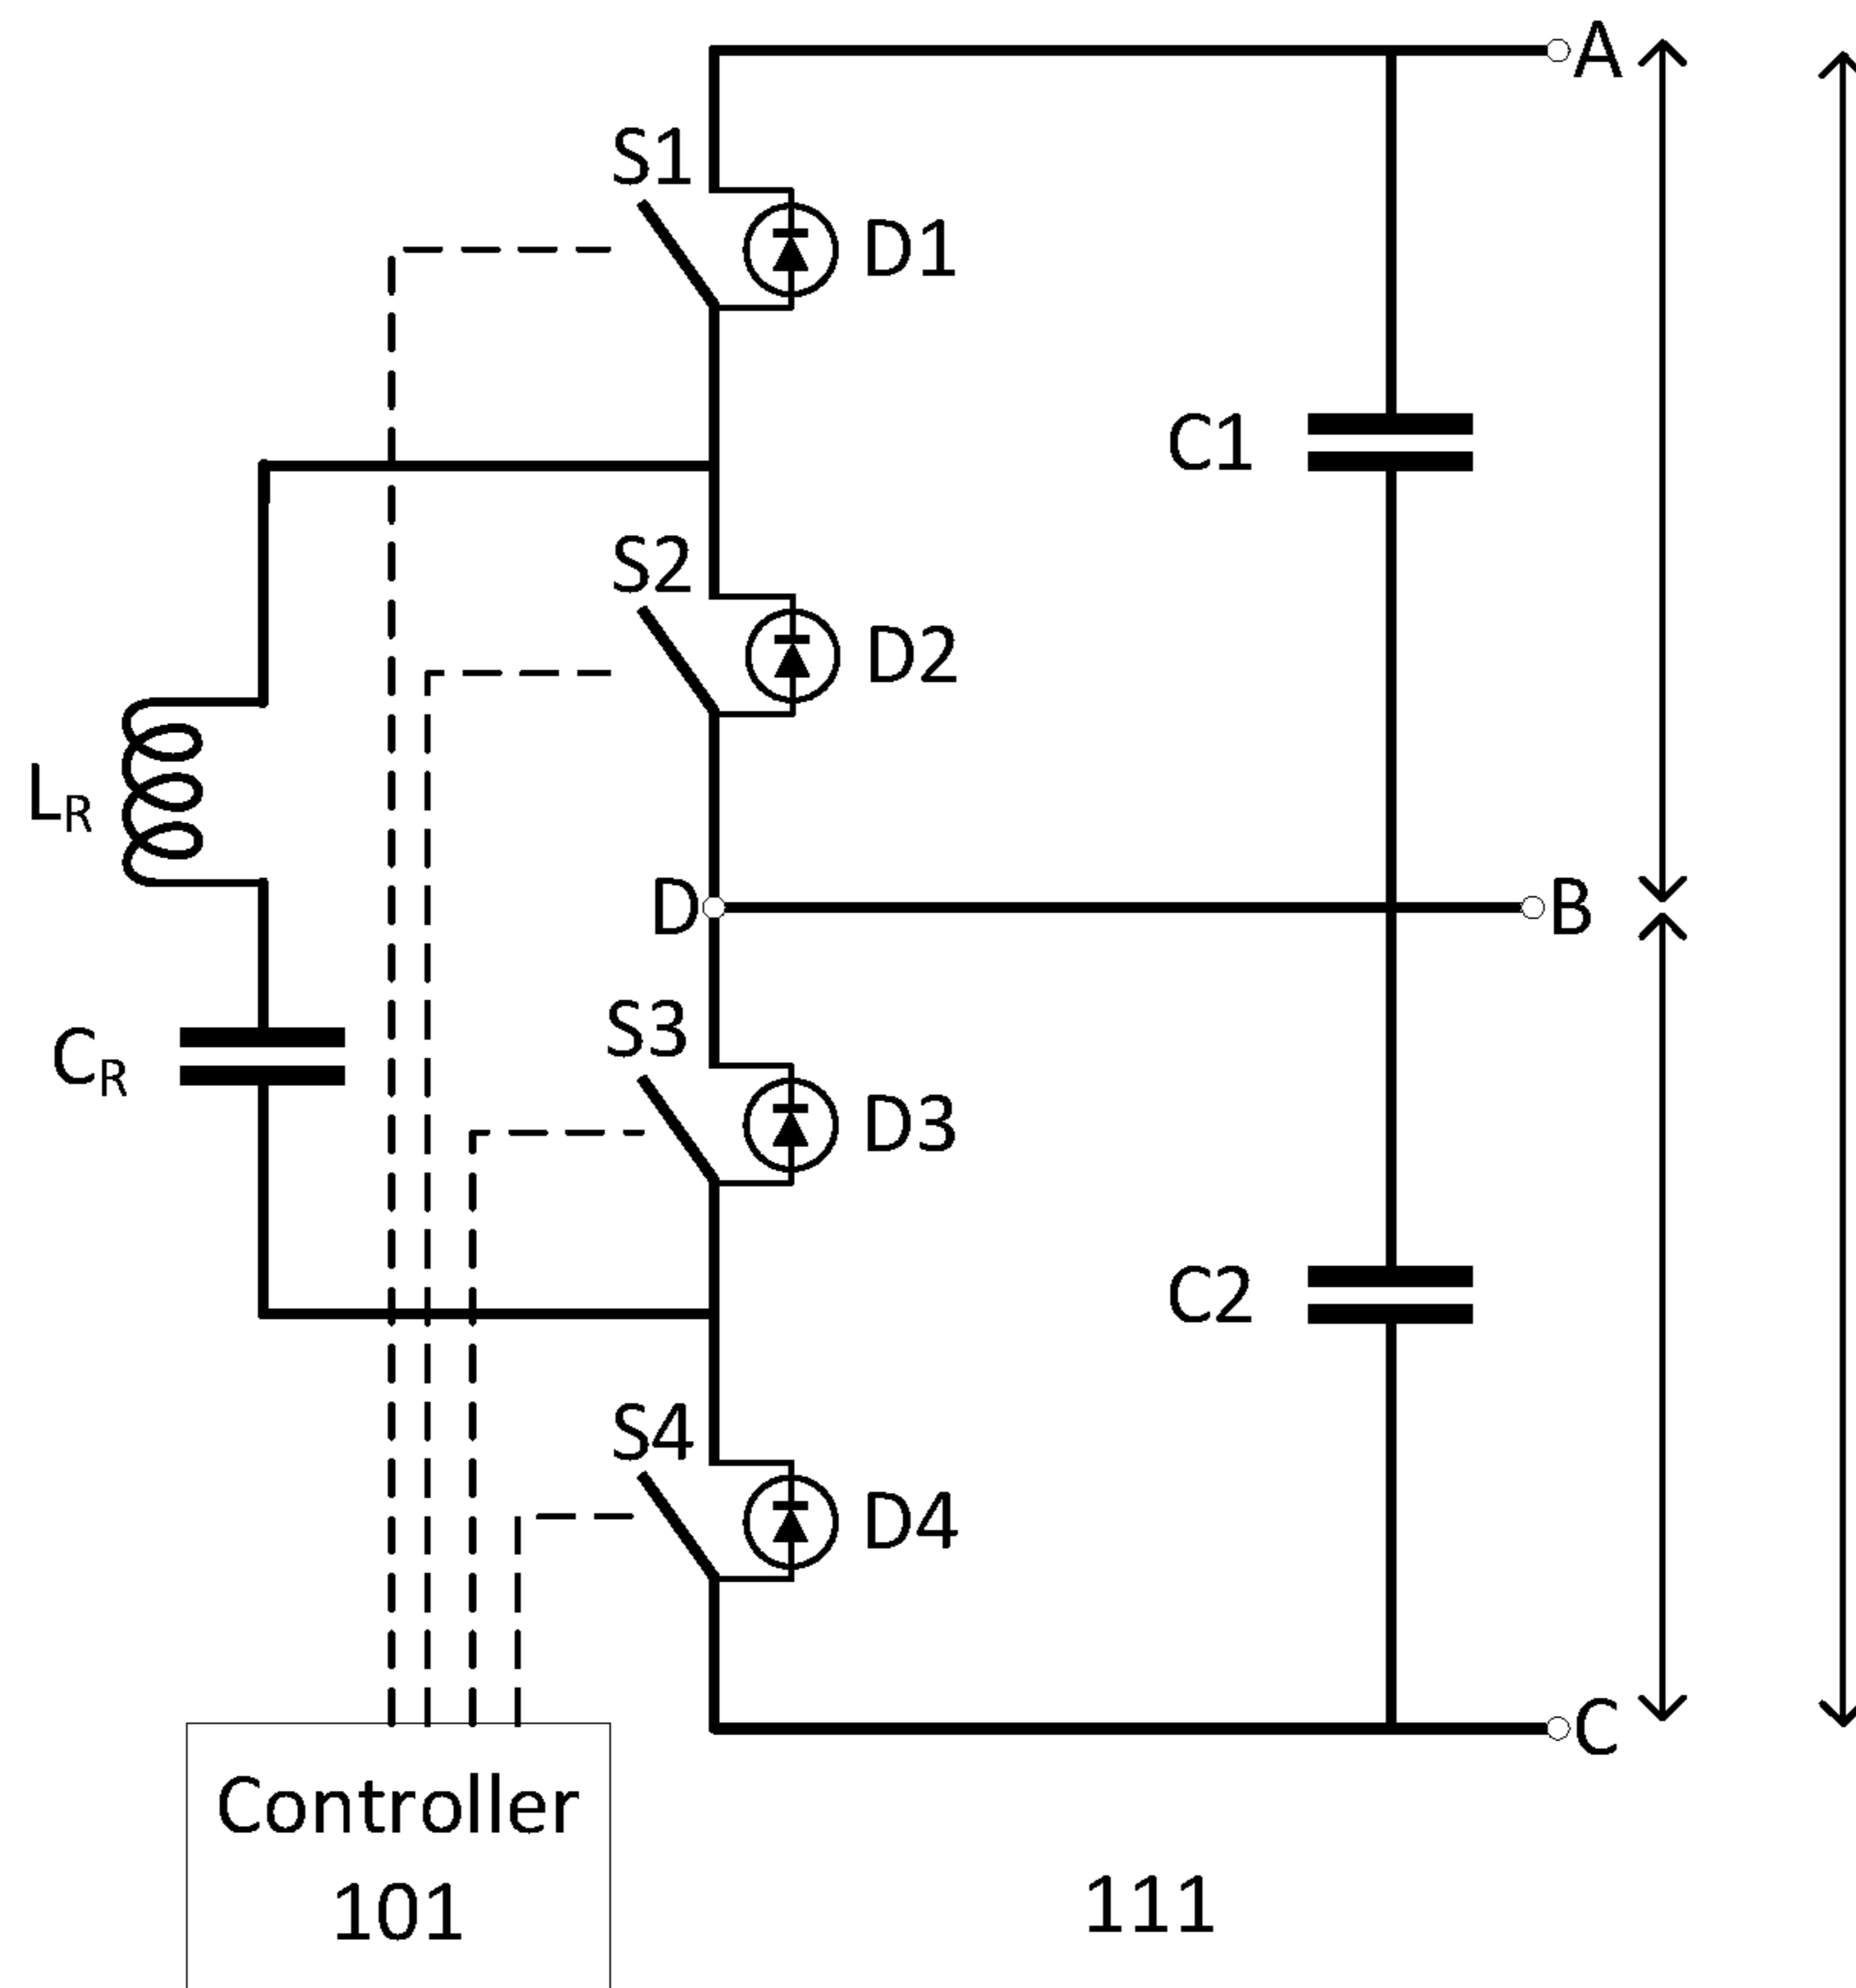 A
S1
D1
C1
S2
D2
LR
D
B
S3
CR
D3
C2
S4
D4
C
Controller
101
111